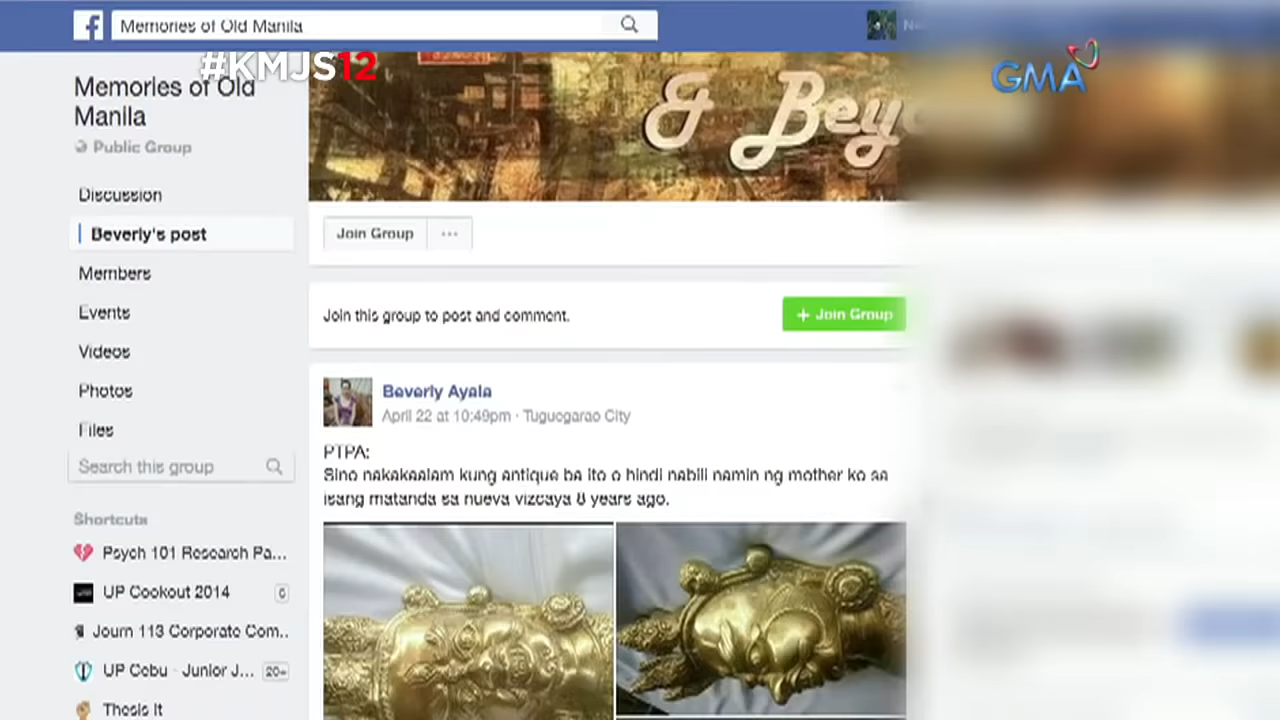 Memories of Old Manila
#KMJS12
GMA
Memories of Old
Manila
Public Group
Discussion
Beverly's post
Members
Events
Videos
Photos
Files
Search this group
Shortcuts
Psych 101 Research Pa...
UP Cookout 2014
6
Journ 113 Corporate Com..
UP Cebu - Junior J...
20+
Thesis It
& Bey
Join Group
Join this group to post and comment.
+ Join Group
Beverly Ayala
April 22 at 10:49pm · Tuguegarao City
PTPA:
Sino nakakaalam kung antique ba ito o hindi nabili namin ng mother ko sa
isang matanda sa nueva vizcaya 8 years ago.